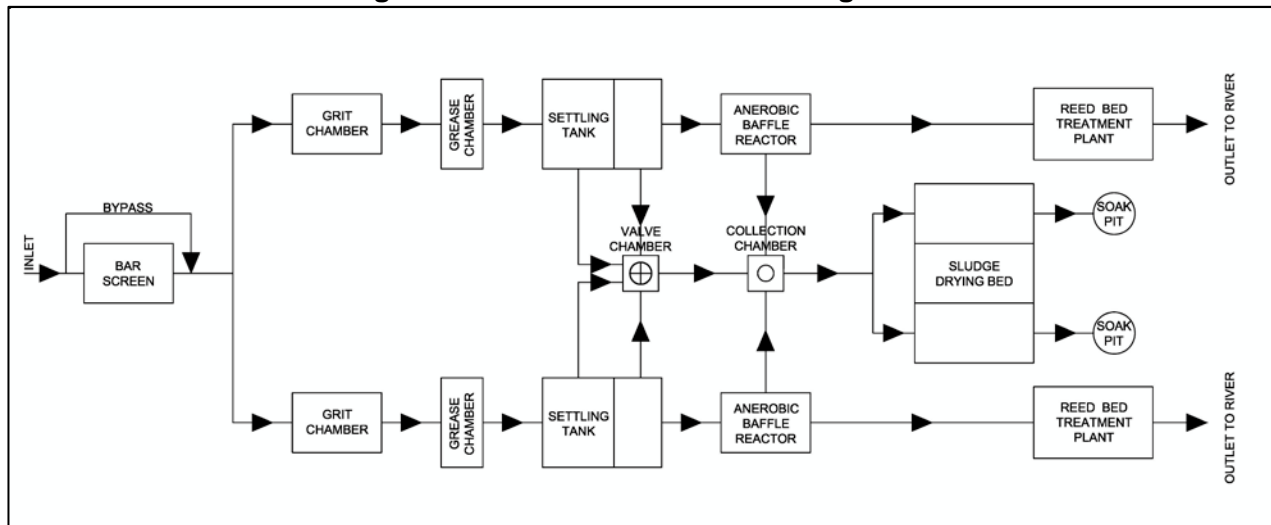 BYPASS
INLET
BAR
SCREEN
GRIT
CHAMBER
GREASE
CHAMBER
SETTLING
TANK
ANEROBIC
BAFFLE
REACTOR
REED BED
TREATMENT
PLANT
OUTLET TO RIVER
VALVE
CHAMBER
COLLECTION
CHAMBER
SLUDGE
DRYING BED
SOAK
PIT
SOAK
PIT
GRIT
CHAMBER
GREASE
CHAMBER
SETTLING
TANK
ANEROBIC
BAFFLE
REACTOR
REED BED
TREATMENT
PLANT
OUTLET TO RIVER